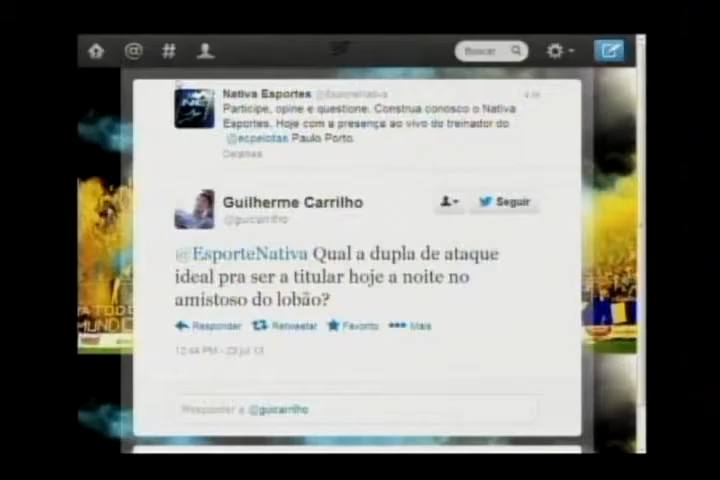 Buscar
Nativa Esportes @EsporteNativa
Participe, opine e questione. Construa conosco o Nativa
Esportes. Hoje com a presença ao vivo do treinador do
@ecpelotas Paulo Porto.
Detalhes
Guilherme Carrilho
@guicarrilho
Seguir
@EsporteNativa Qual a dupla de ataque
ideal pra ser a titular hoje a noite no
amistoso do lobão?
Responder Retweetar Favorito Mais
12:44 PM - 23 jul 13
Responder a @guicarrilho